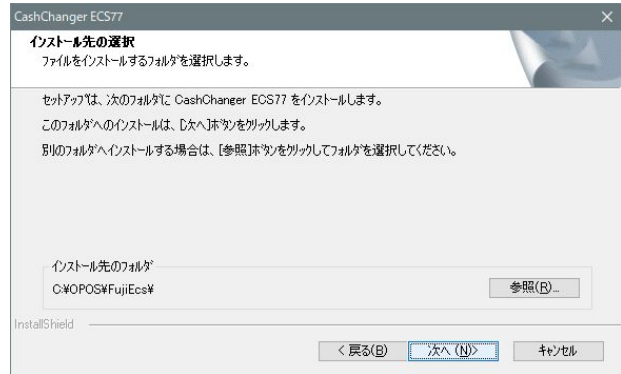 CashChanger ECS77
インストール先の選択
ファイルをインストールするフォルダを選択します。
セットアップは、次のフォルダに CashChanger ECS77 をインストールします。
このフォルダへのインストールは、[次へ]ボタンをクリックします。
別のフォルダへインストールする場合は、[参照]ボタンをクリックしてフォルダを選択してください。
インストール先のフォルダ
C:¥OPOS¥FujiEcs¥
参照(R)...
InstallShield
< 戻る(B)
次へ (N)>
キャンセル